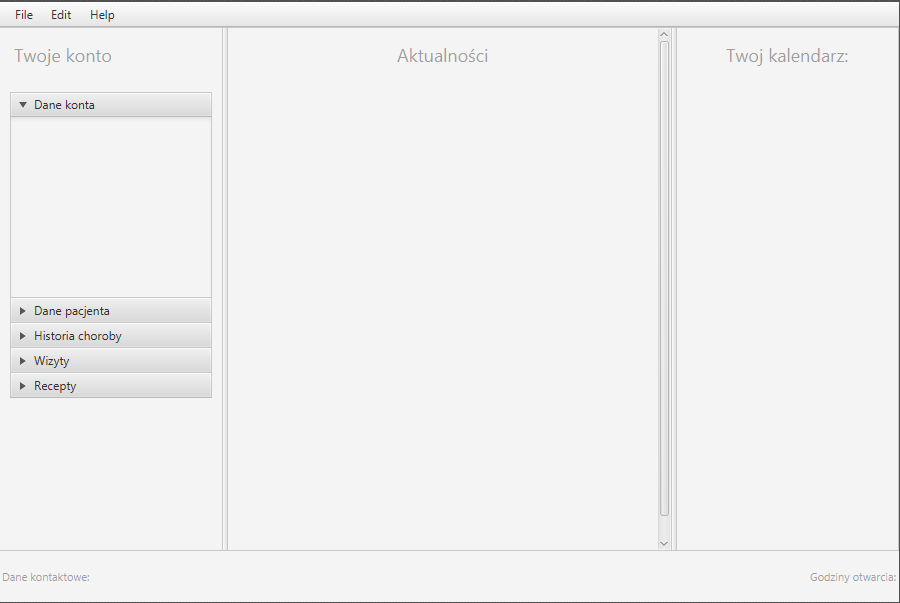 File Edit Help
Twoje konto
Aktualności
Twoj kalendarz:
Dane konta
Dane pacjenta
Historia choroby
Wizyty
Recepty
Dane kontaktowe:
Godziny otwarcia: